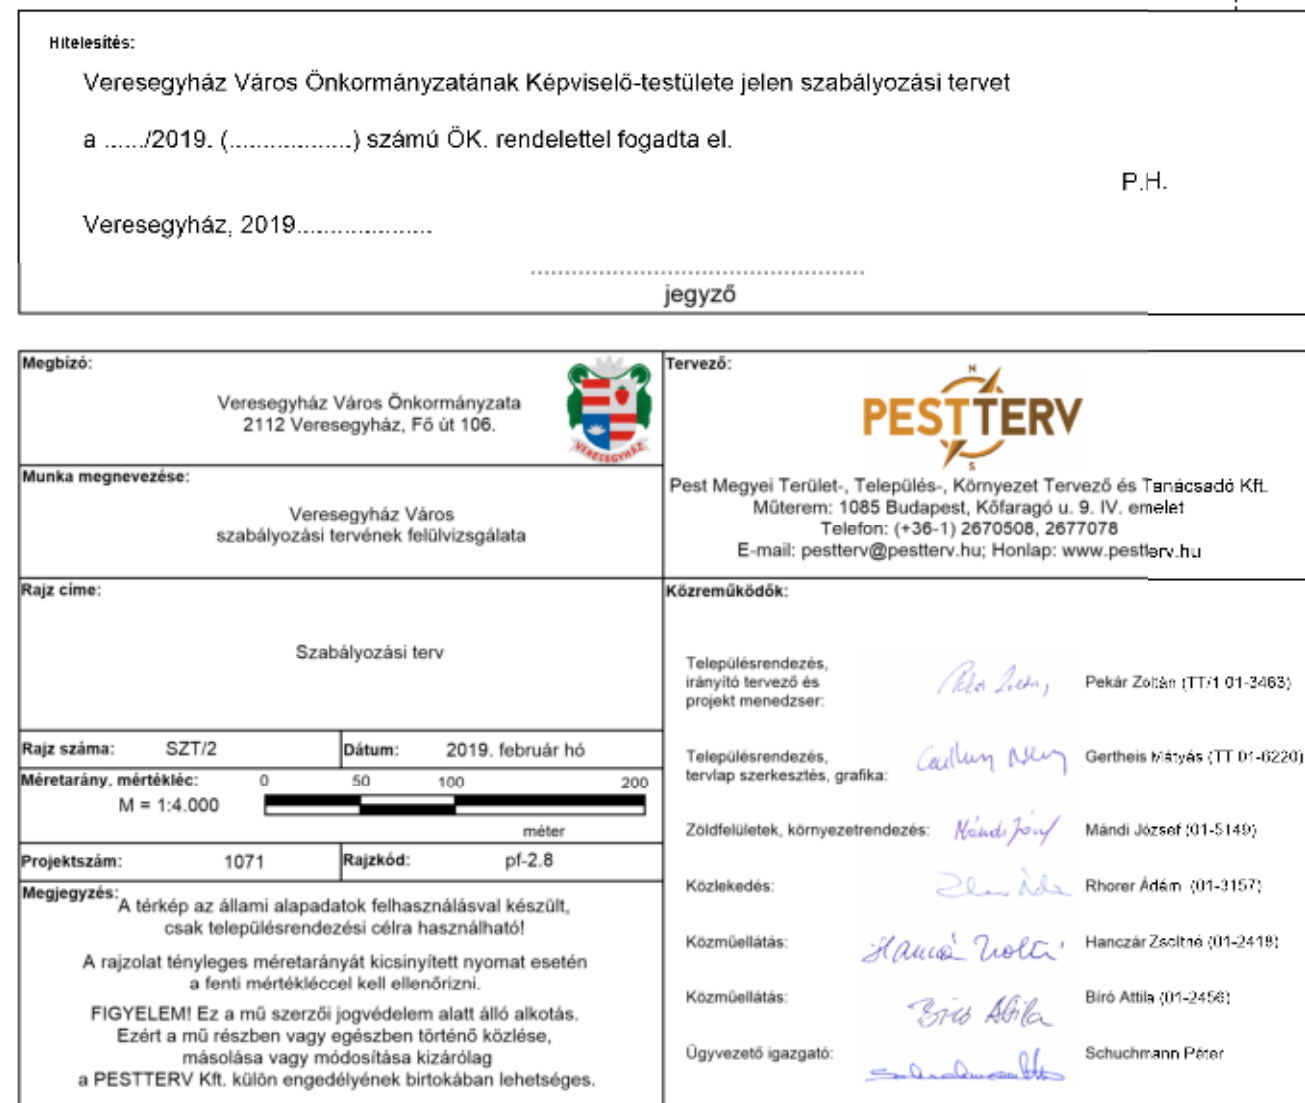 Hitelesítés:
Veresegyház Város Önkormányzatának Képviselő-testülete jelen szabályozási tervet
a ....../2019. (...................) számú ÖK. rendelettel fogadta el.
P.H.
Veresegyház, 2019.....................
....................................................
jegyző
Megbízó:
Veresegyház Város Önkormányzata
2112 Veresegyház, Fő út 106.
VERESEGYHÁZ
Munka megnevezése:
Veresegyház Város
szabályozási tervének felülvizsgálata
Rajz címe:
Szabályozási terv
Rajz száma: SZT/2
Dátum: 2019. február hó
Méretarány, mértékléc: 0 50 100 200
M = 1:4.000
méter
Projektszám: 1071
Rajzkód: pf-2.8
Megjegyzés:
A térkép az állami alapadatok felhasználásval készült,
csak településrendezési célra használható!
A rajzolat tényleges méretarányát kicsinyített nyomat esetén
a fenti mértékléccel kell ellenőrizni.
FIGYELEM! Ez a mű szerzői jogvédelem alatt álló alkotás.
Ezért a mű részben vagy egészben történő közlése,
másolása vagy módosítása kizárólag
a PESTTERV Kft. külön engedélyének birtokában lehetséges.
Tervező:
N
PESTTERV
S
Pest Megyei Terület-, Település-, Környezet Tervező és Tanácsadó Kft.
Műterem: 1085 Budapest, Kőfaragó u. 9. IV. emelet
Telefon: (+36-1) 2670508, 2677078
E-mail: pestterv@pestterv.hu; Honlap: www.pestterv.hu
Közreműködők:
Településrendezés,
irányító tervező és
projekt menedzser:
Pekár Zoltán (TT/1 01-3463)
Településrendezés,
tervlap szerkesztés, grafika:
Gertheis Mátyás (TT 01-6220)
Zöldfelületek, környezetrendezés: Mándi József
Mándi József (01-5149)
Közlekedés:
Rhorer Ádám (01-3157)
Közműellátás:
Hanczár Zsoltné (01-2418)
Közműellátás: Bíró Attila
Bíró Attila (01-2456)
Ügyvezető igazgató:
Schuchmann Péter